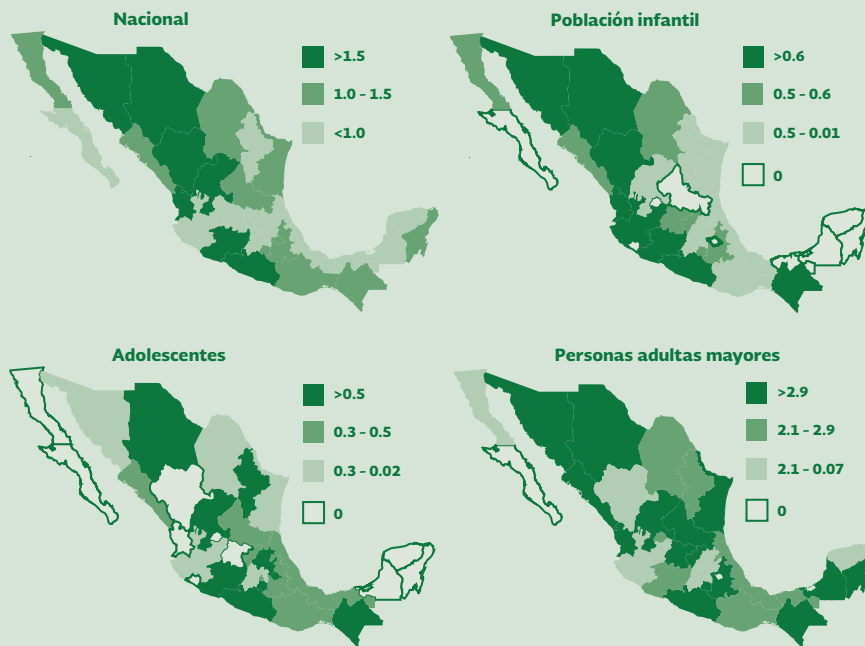 Nacional
>1.5
1.0 – 1.5
<1.0
Población infantil
>0.6
0.5 – 0.6
0.5 – 0.01
0
Adolescentes
>0.5
0.3 – 0.5
0.3 – 0.02
0
Personas adultas mayores
>2.9
2.1 – 2.9
2.1 – 0.07
0